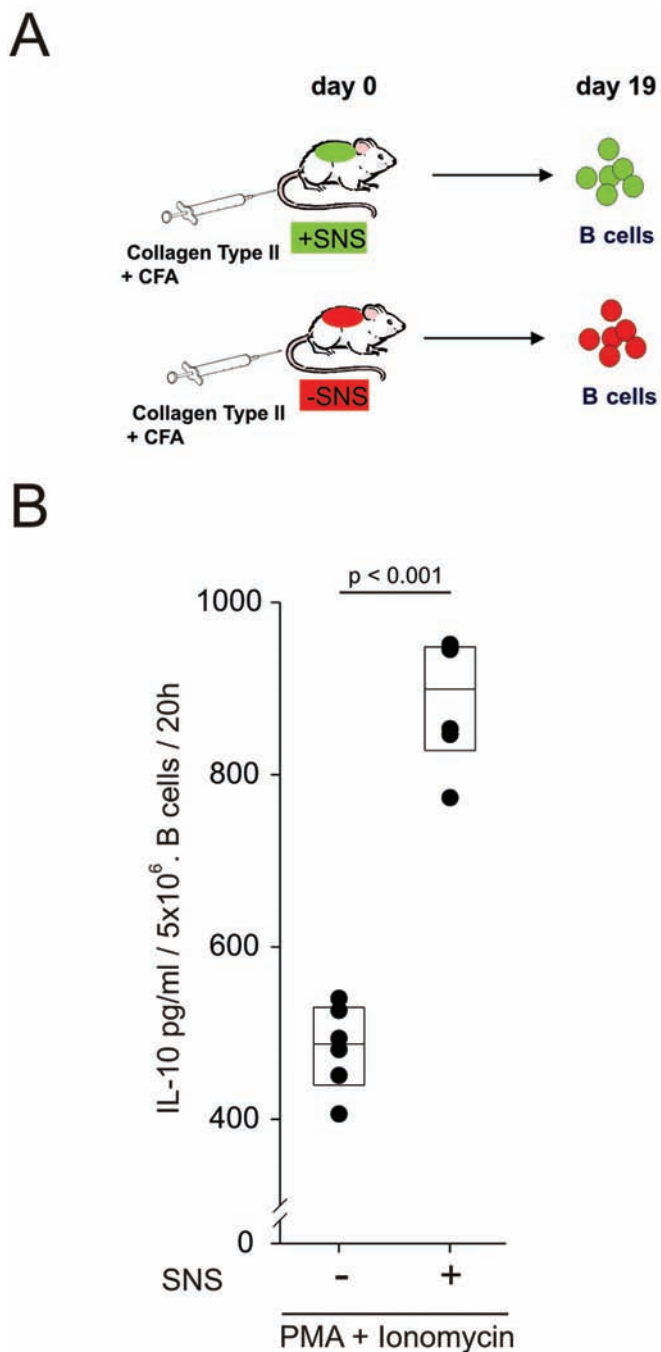 A
day 0 day 19
+SNS
Collagen Type II
+ CFA
B cells
-SNS
Collagen Type II
+ CFA
B cells
B
p < 0.001
1000
800
600
400
0
IL-10 pg/ml / 5x10⁶. B cells / 20h
SNS - +
PMA + Ionomycin